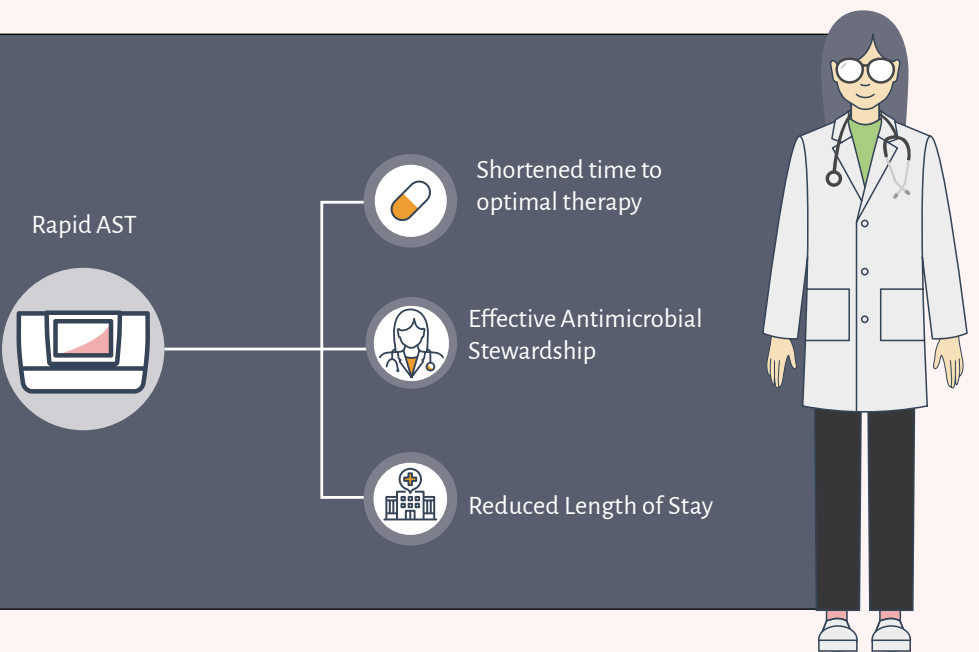 Rapid AST
Shortened time to
optimal therapy
Effective Antimicrobial
Stewardship
Reduced Length of Stay